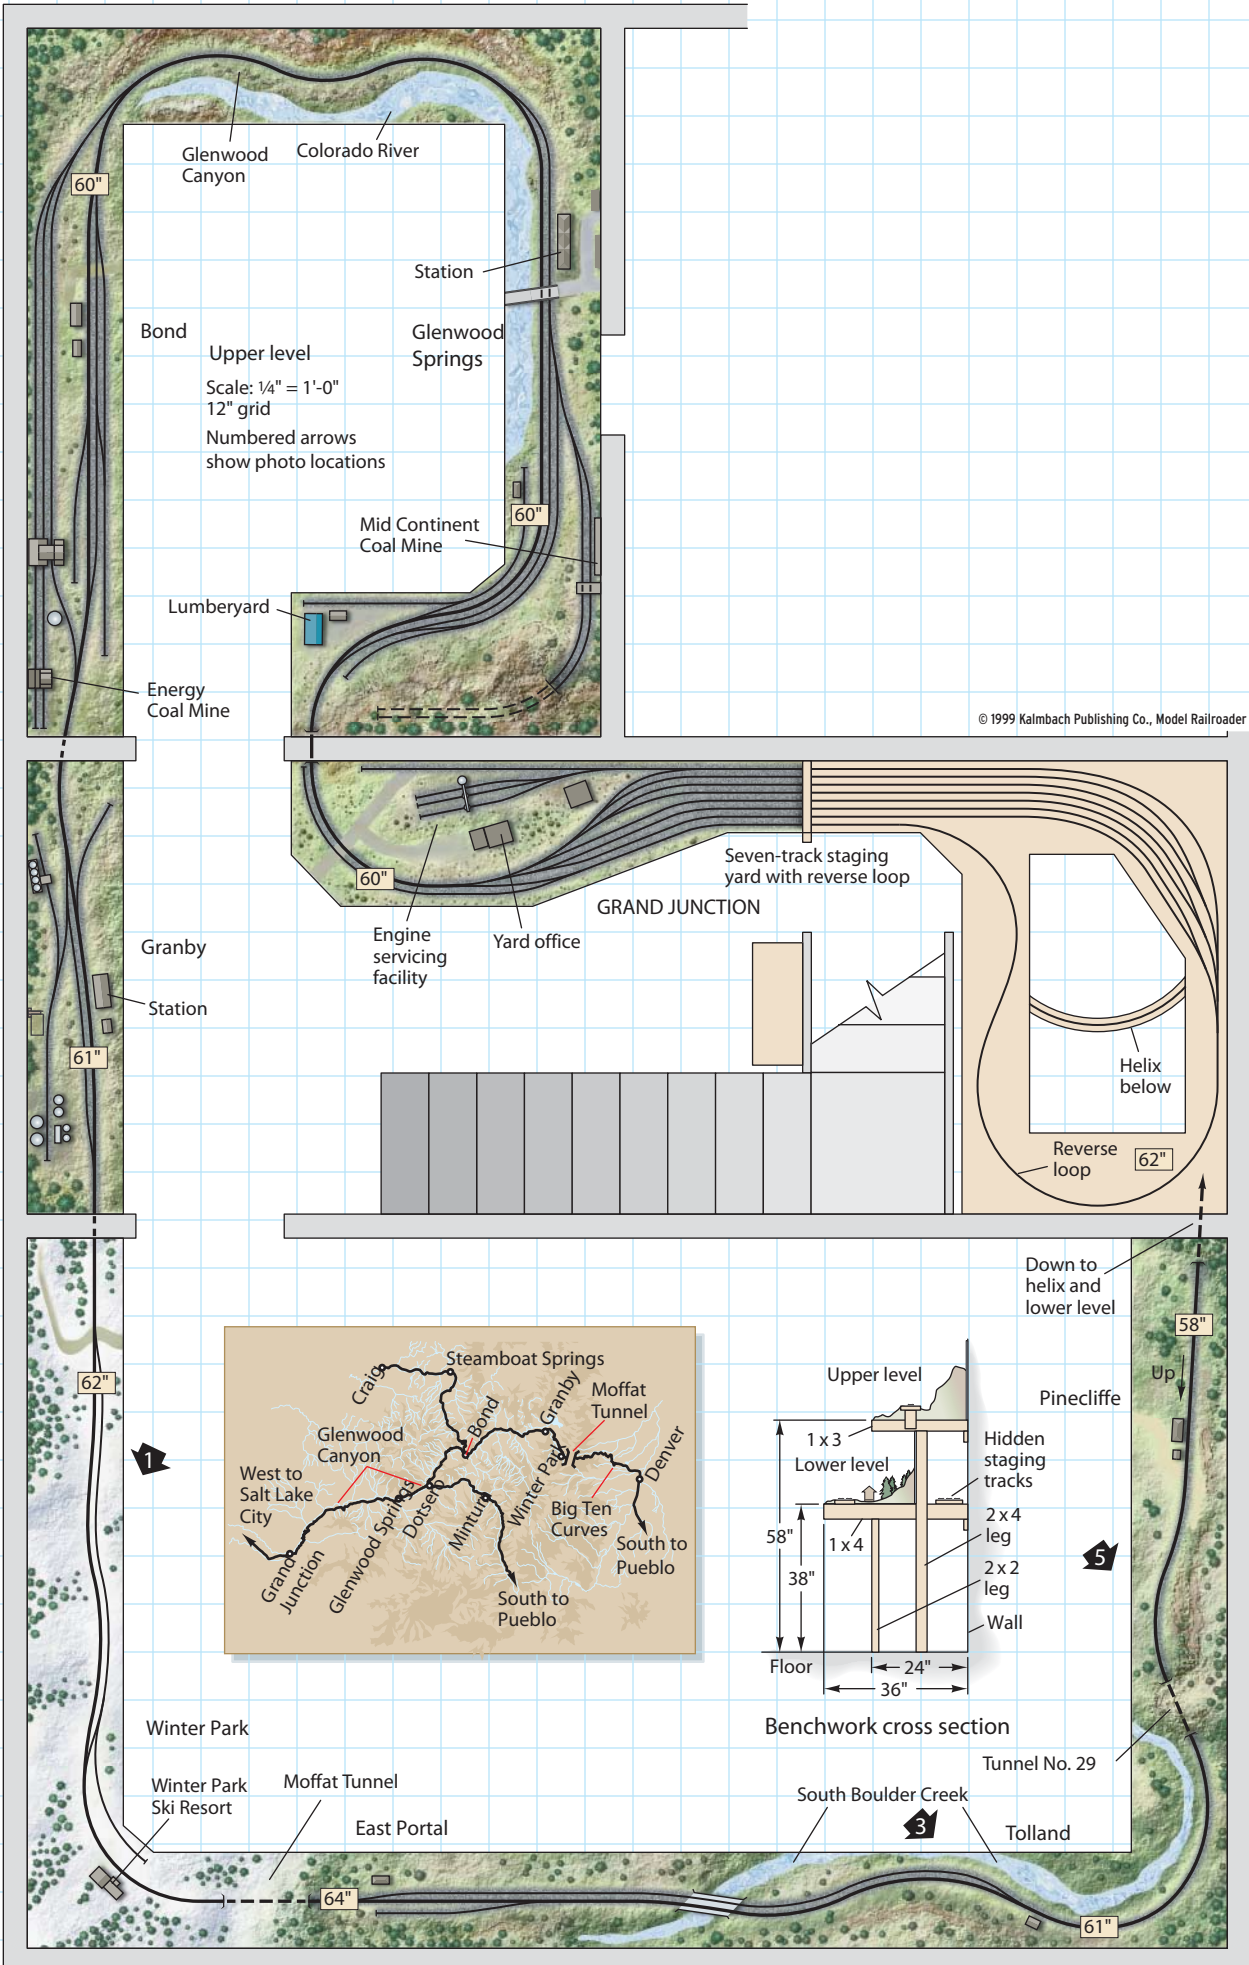 Glenwood
Canyon
Colorado River
60"
Station
Bond
Glenwood
Springs
Upper level
Scale: ¼" = 1'-0"
12" grid
Numbered arrows
show photo locations
60"
Mid Continent
Coal Mine
Lumberyard
Energy
Coal Mine
© 1999 Kalmbach Publishing Co., Model Railroader
Seven-track staging
yard with reverse loop
60"
GRAND JUNCTION
Engine
servicing
facility
Yard office
Granby
Station
61"
Helix
below
Reverse
loop
62"
Down to
helix and
lower level
58"
Up
Pinecliffe
62"
1
Craig
Steamboat Springs
Granby
Moffat
Tunnel
Bond
Glenwood
Canyon
Denver
West to
Salt Lake
City
Winter Park
Glenwood Springs
Dotsero
Minturn
Big Ten
Curves
South to
Pueblo
Grand
Junction
South to
Pueblo
Upper level
1 x 3
Lower level
Hidden
staging
tracks
2 x 4
leg
58"
1 x 4
38"
2 x 2
leg
Wall
Floor
24"
36"
Benchwork cross section
5
Winter Park
Tunnel No. 29
Winter Park
Ski Resort
Moffat Tunnel
South Boulder Creek
3
East Portal
Tolland
64"
61"